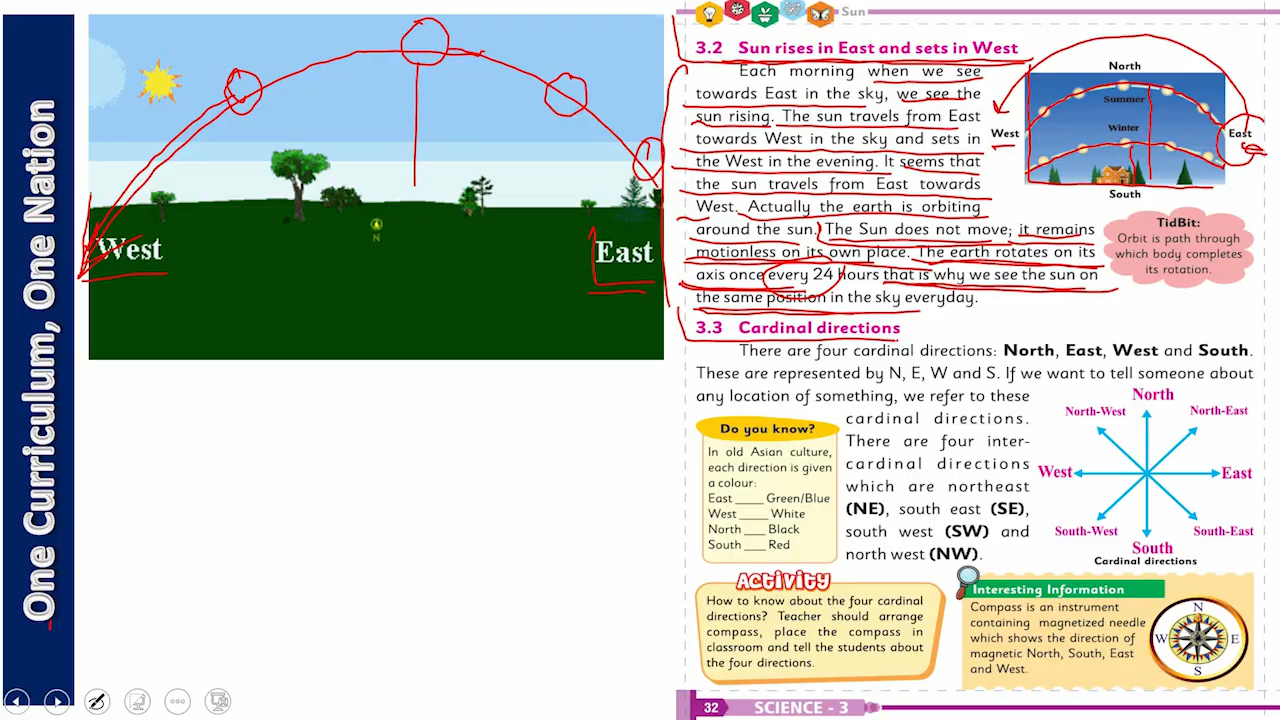 One Curriculum, One Nation
West
East
N
Sun
3.2 Sun rises in East and sets in West
Each morning when we see
towards East in the sky, we see the
sun rising. The sun travels from East
towards West in the sky and sets in
the West in the evening. It seems that
the sun travels from East towards
West. Actually the earth is orbiting
around the sun. The Sun does not move; it remains
motionless on its own place. The earth rotates on its
axis once every 24 hours that is why we see the sun on
the same position in the sky everyday.
North
Summer
West
Winter
East
South
TidBit:
Orbit is path through
which body completes
its rotation.
3.3 Cardinal directions
There are four cardinal directions: North, East, West and South.
These are represented by N, E, W and S. If we want to tell someone about
any location of something, we refer to these
cardinal directions.
There are four inter-
cardinal directions
which are northeast
(NE), south east (SE),
south west (SW) and
north west (NW).
Do you know?
In old Asian culture,
each direction is given
a colour:
East ____ Green/Blue
West ____ White
North ___ Black
South ___ Red
North
North-West
North-East
West
East
South-West
South-East
South
Cardinal directions
Activity
How to know about the four cardinal
directions? Teacher should arrange
compass, place the compass in
classroom and tell the students about
the four directions.
Interesting Information
Compass is an instrument
containing magnetized needle
which shows the direction of
magnetic North, South, East
and West.
N
W
E
S
32
SCIENCE - 3